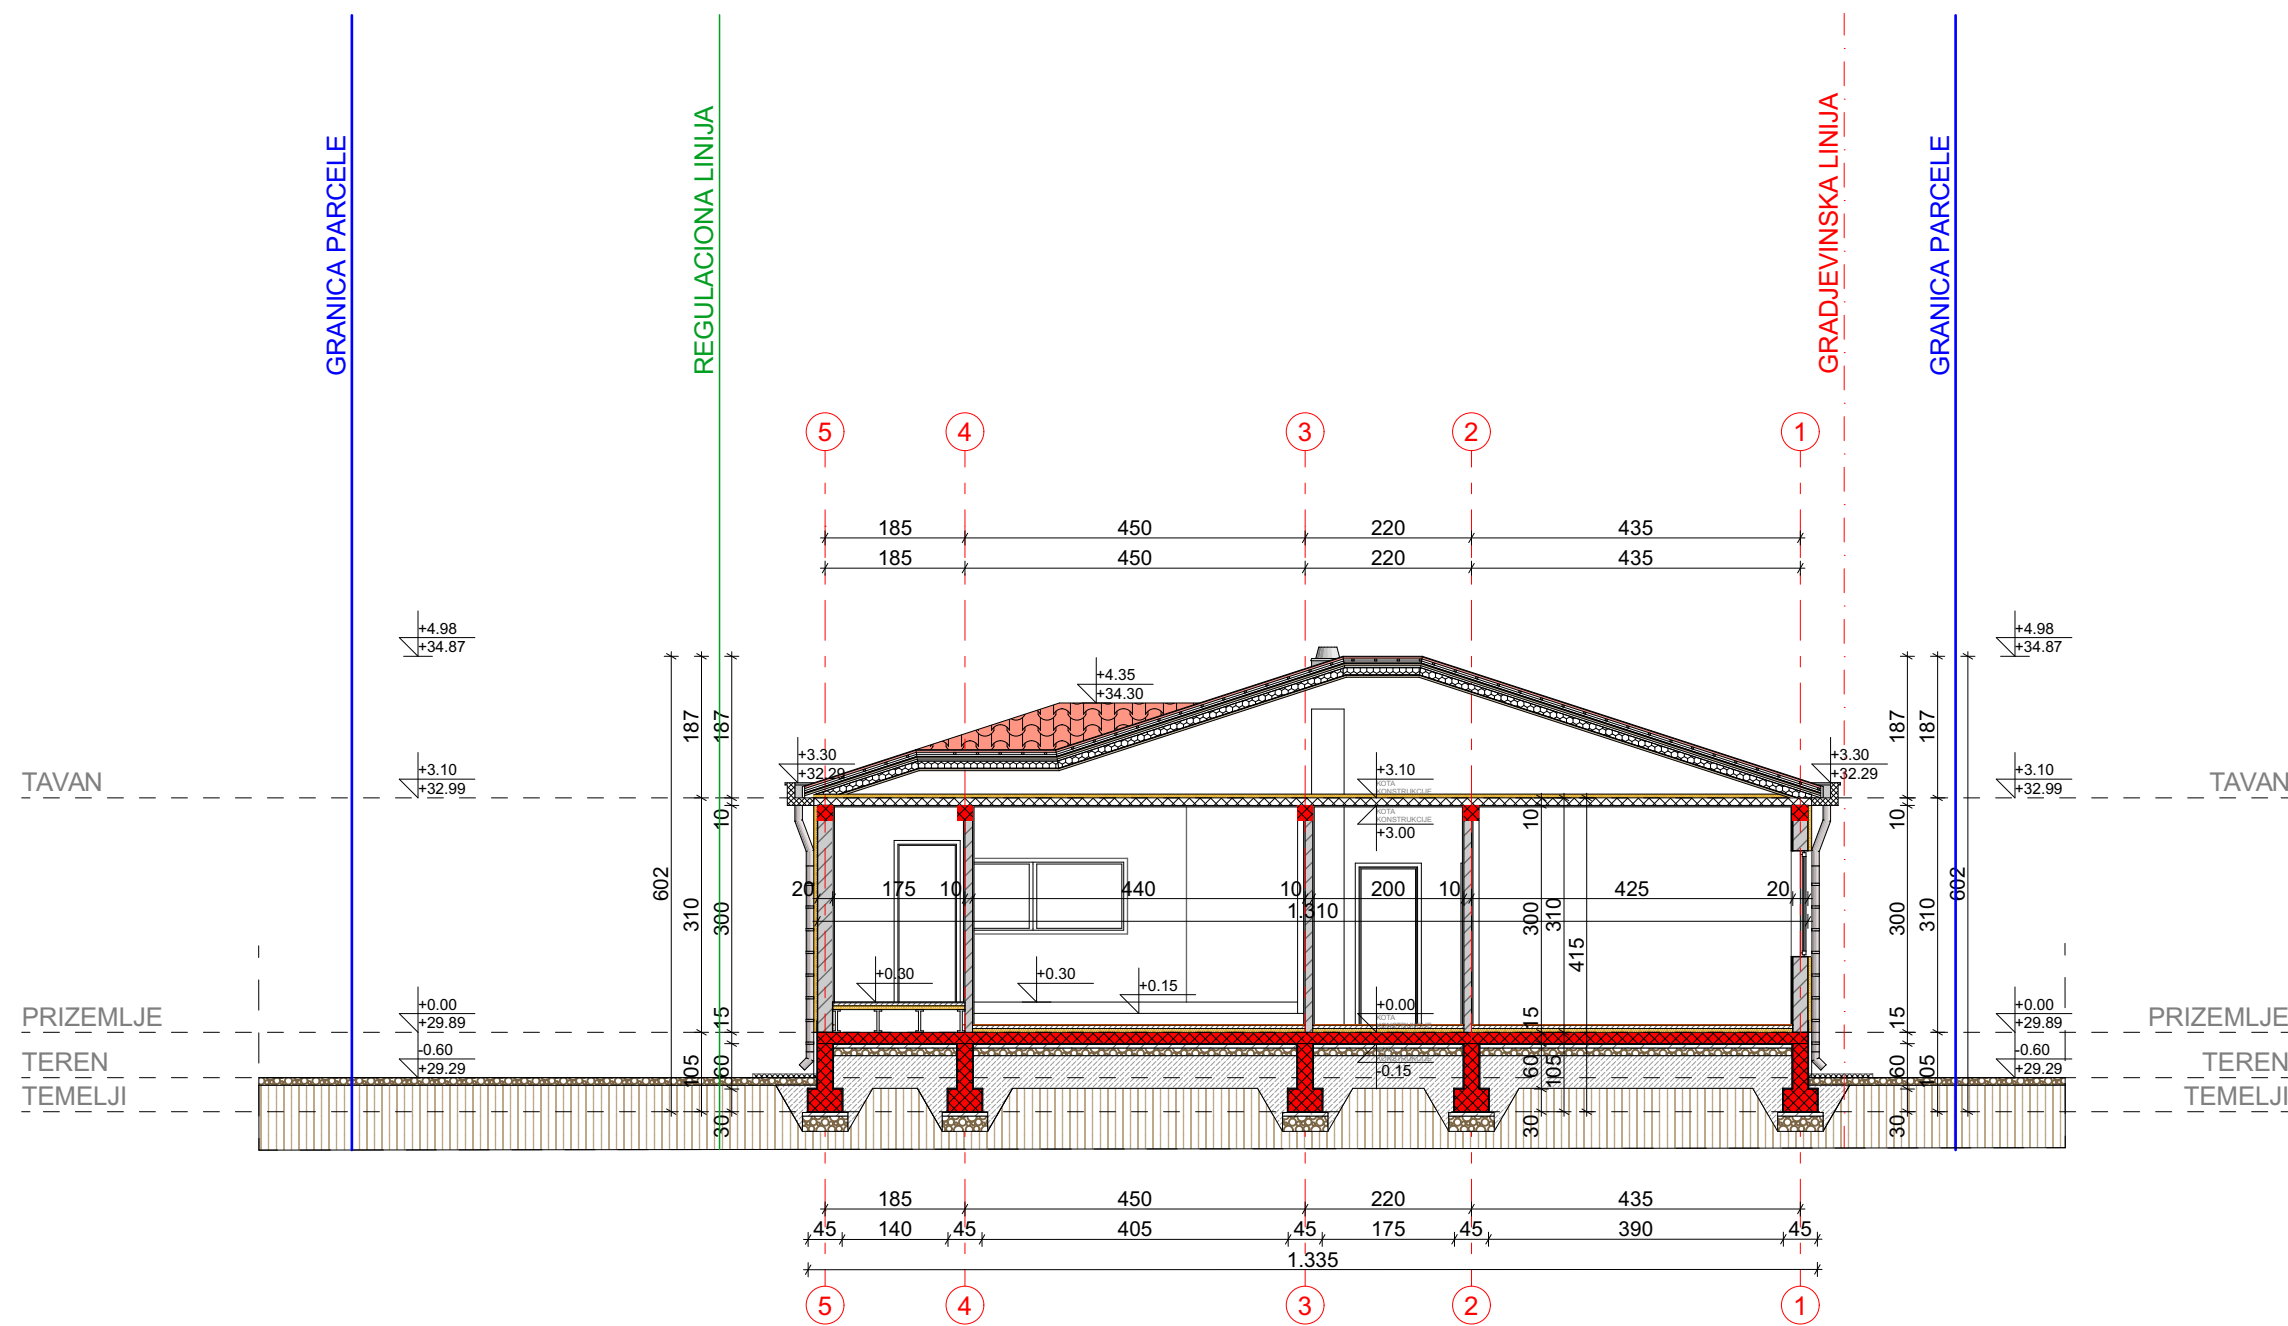 GRANICA PARCELE
REGULACIONA LINIJA
GRADJEVINSKA LINIJA
GRANICA PARCELE
5 4 3 2 1
185 450 220 435
185 450 220 435
+4.98
+34.87
+4.98
+34.87
+4.35
+34.30
187 187
187 187
+3.30
+32.29
+3.30
+32.29
TAVAN
+3.10
+32.99
+3.10
KOTA
KONSTRUKCIJE
+3.10
+32.99
TAVAN
KOTA
KONSTRUKCIJE
+3.00
10
10
10
602
310
300
20 175 10 440 10 200 10 425 20
1.310
300
310
415
300
310
602
+0.30
+0.30
+0.15
PRIZEMLJE
+0.00
+29.89
15
+0.00
KOTA
KONSTRUKCIJE
15
15
+0.00
+29.89
PRIZEMLJE
TEREN
-0.60
+29.29
105
60
KONSTRUKCIJE
-0.15
60
105
60
105
-0.60
+29.29
TEREN
TEMELJI
30
30
30
TEMELJI
185 450 220 435
45 140 45 405 45 175 45 390 45
1.335
5 4 3 2 1